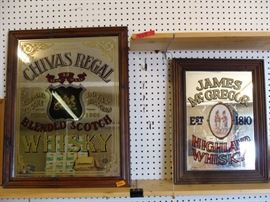 CHIVAS REGAL
BLENDED SCOTCH
WHISKY
JAMES
McGREGOR
EST 1810
HIGHLAND
WHISKY